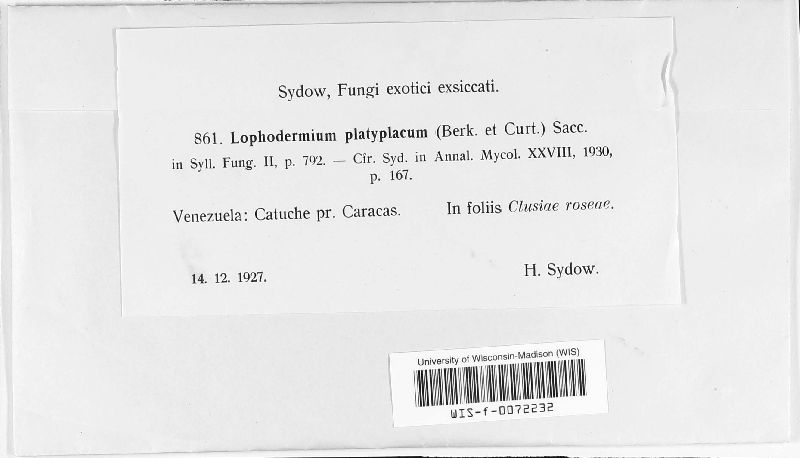 Sydow, Fungi exotici exsiccati.
861. Lophodermium platyplacum (Berk. et Curt.) Sacc.
in Syll. Fung. II, p. 792. — Cfr. Syd. in Annal. Mycol. XXVIII, 1930,
p. 167.
Venezuela: Catuche pr. Caracas. In foliis Clusiae roseae.
14. 12. 1927. H. Sydow.
University of Wisconsin-Madison (WIS)
WIS-f-0072232